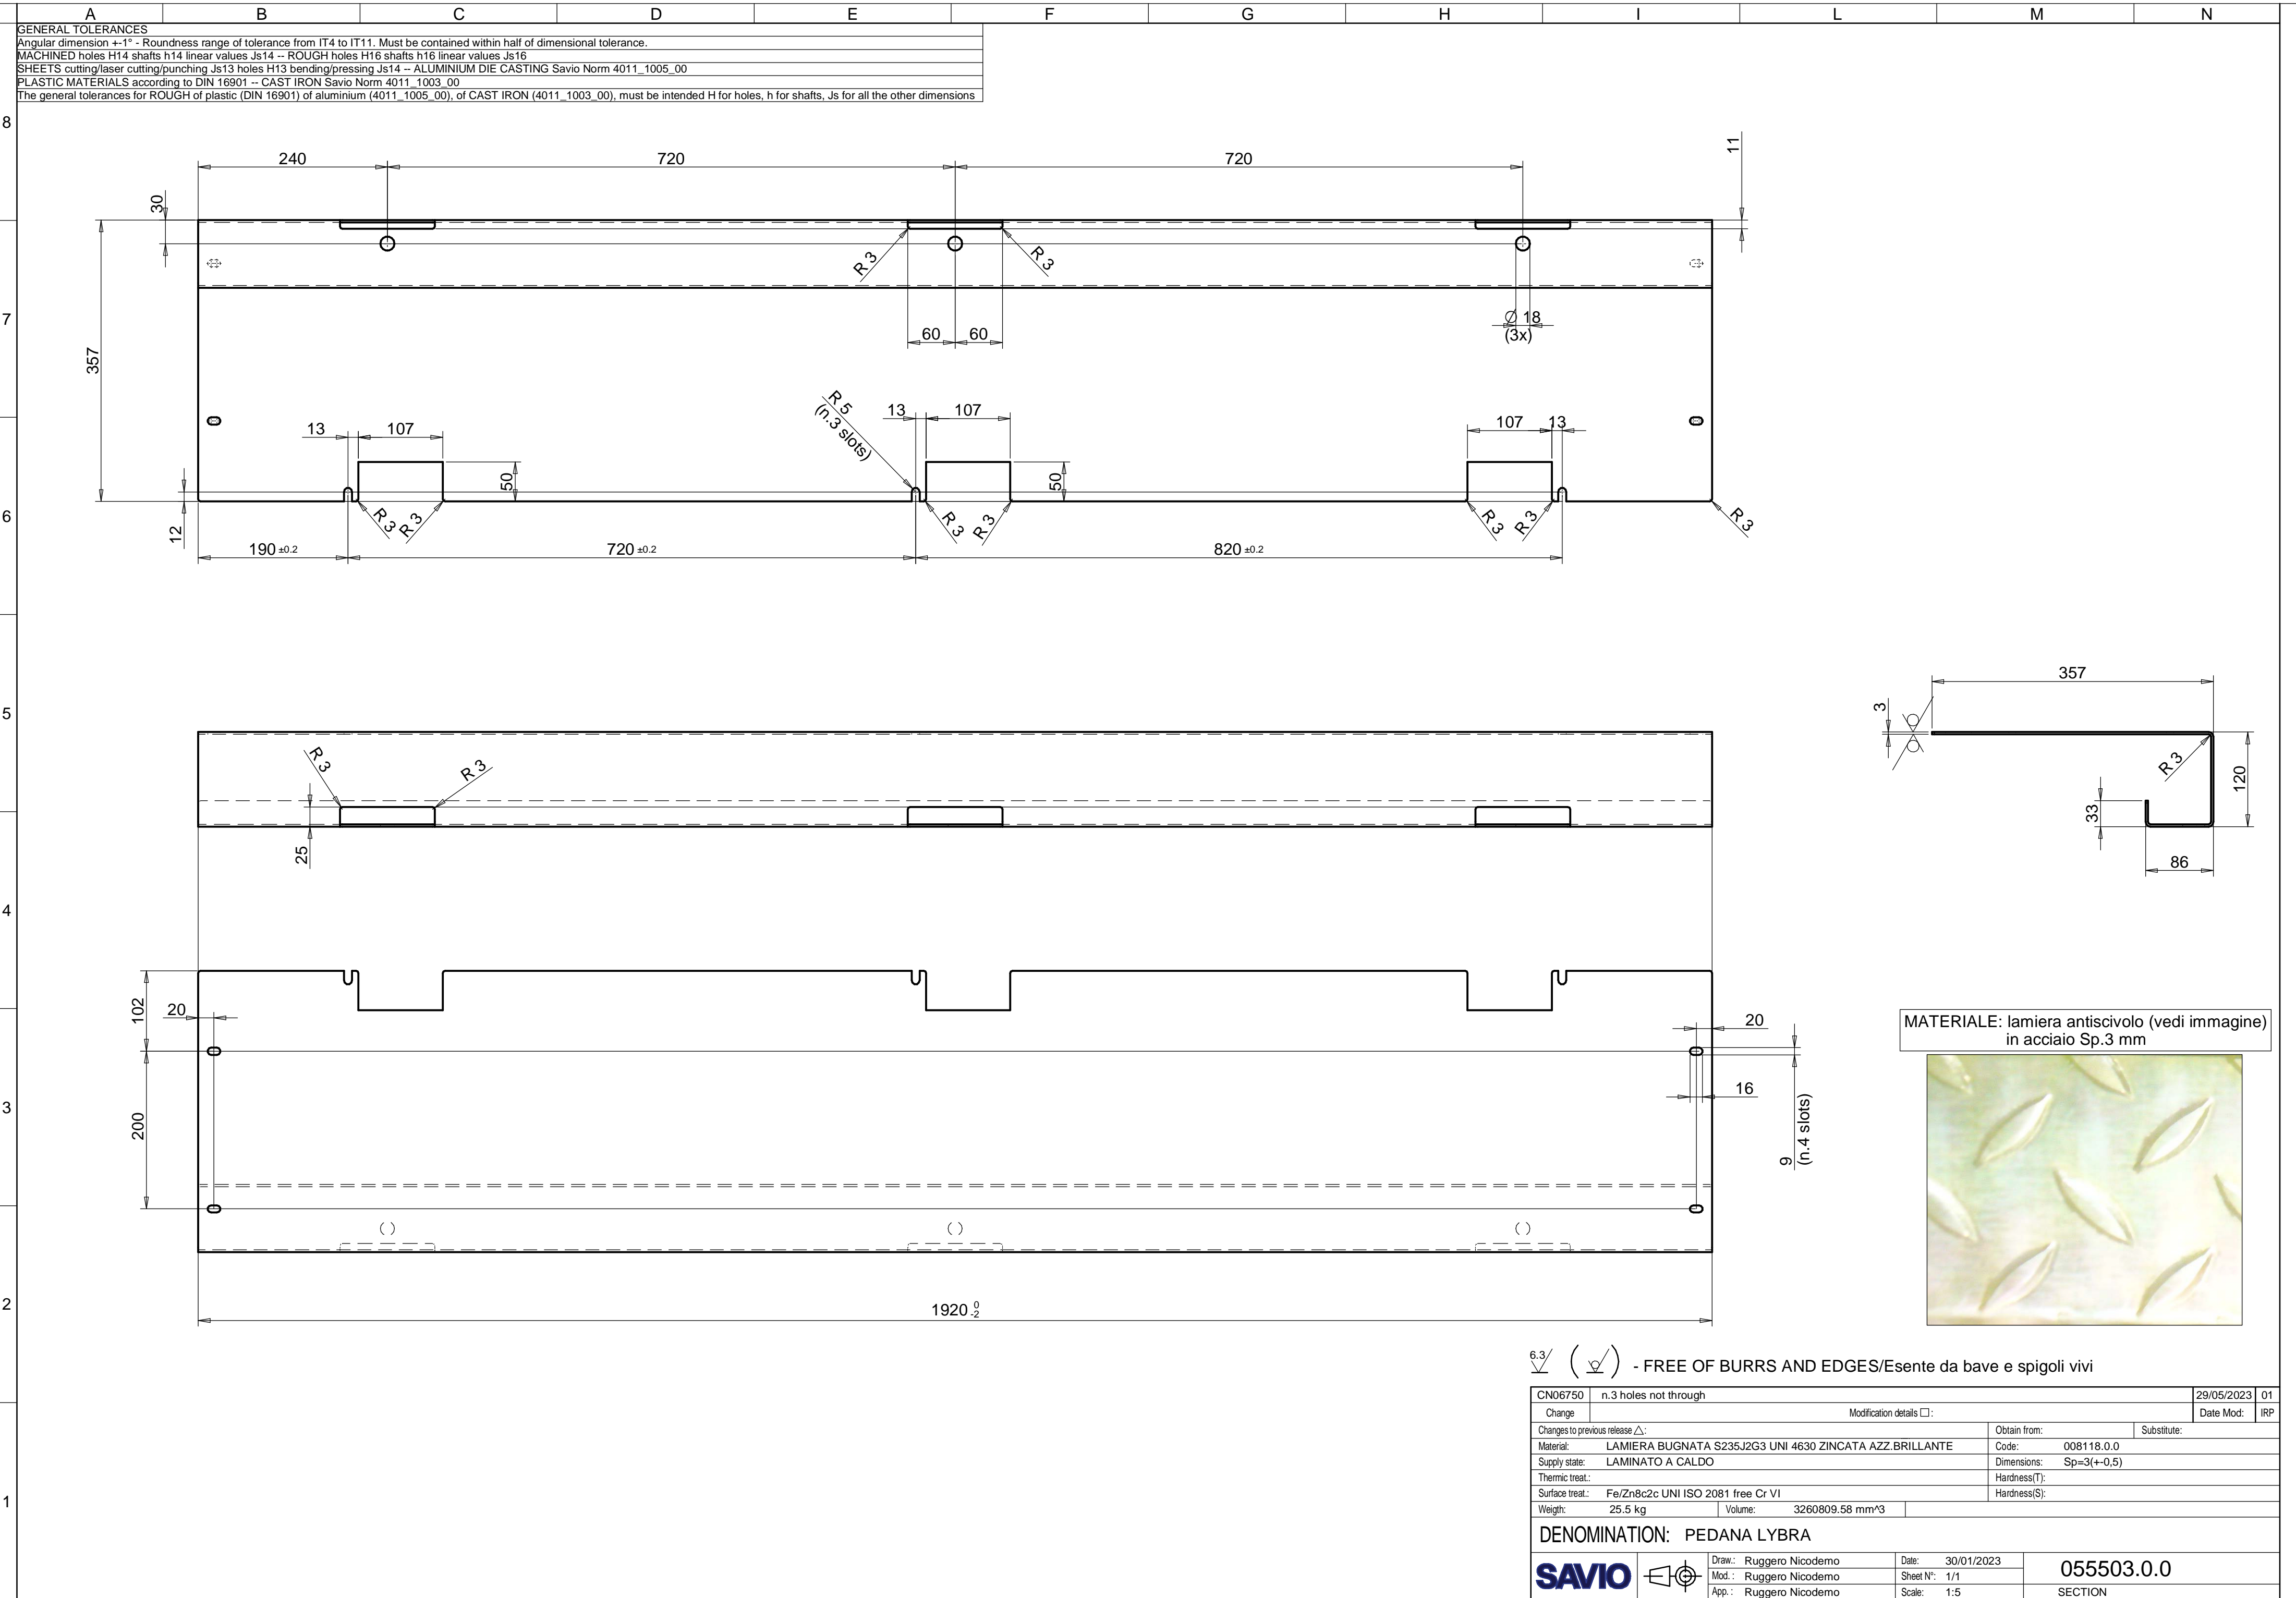 A B C D E F G H I L M N
GENERAL TOLERANCES
Angular dimension +-1° - Roundness range of tolerance from IT4 to IT11. Must be contained within half of dimensional tolerance.
MACHINED holes H14 shafts h14 linear values Js14 -- ROUGH holes H16 shafts h16 linear values Js16
SHEETS cutting/laser cutting/punching Js13 holes H13 bending/pressing Js14 -- ALUMINIUM DIE CASTING Savio Norm 4011_1005_00
PLASTIC MATERIALS according to DIN 16901 -- CAST IRON Savio Norm 4011_1003_00
The general tolerances for ROUGH of plastic (DIN 16901) of aluminium (4011_1005_00), of CAST IRON (4011_1003_00), must be intended H for holes, h for shafts, Js for all the other dimensions
8
240
720
720
11
30
R 3
R 3
7
Ø 18
(3x)
60
60
357
R 5
(n.3 slots)
13
107
13
107
107
13
50
50
6
12
R 3
R 3
R 3
R 3
R 3
R 3
R 3
190 ±0.2
720 ±0.2
820 ±0.2
357
5
3
R 3
R 3
R 3
120
33
25
86
4
102
20
20
MATERIALE: lamiera antiscivolo (vedi immagine)
in acciaio Sp.3 mm
16
3
200
9
(n.4 slots)
2
1920 0 -2
6.3
- FREE OF BURRS AND EDGES/Esente da bave e spigoli vivi
CN06750 n.3 holes not through 29/05/2023 01
Change Modification details □: Date Mod: IRP
Changes to previous release △: Obtain from: Substitute:
Material: LAMIERA BUGNATA S235J2G3 UNI 4630 ZINCATA AZZ.BRILLANTE Code: 008118.0.0
Supply state: LAMINATO A CALDO Dimensions: Sp=3(+-0,5)
Thermic treat.: Hardness(T):
1
Surface treat.: Fe/Zn8c2c UNI ISO 2081 free Cr VI Hardness(S):
Weigth: 25.5 kg Volume: 3260809.58 mm^3
DENOMINATION: PEDANA LYBRA
SAVIO
Draw.: Ruggero Nicodemo Date: 30/01/2023
055503.0.0
Mod. : Ruggero Nicodemo Sheet N°: 1/1
App. : Ruggero Nicodemo Scale: 1:5 SECTION